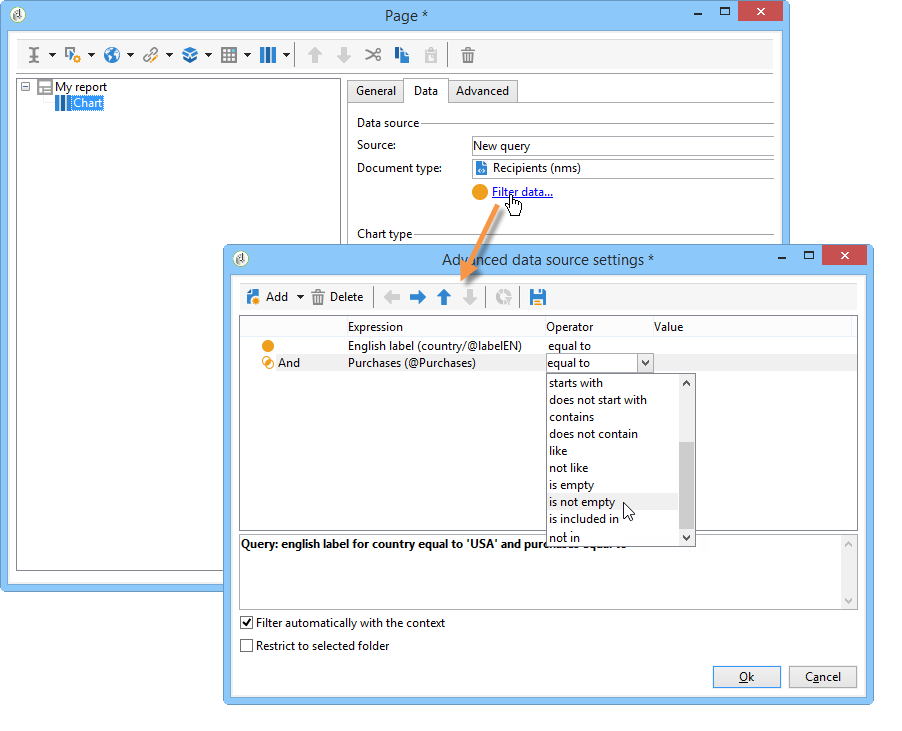 Page *
My report
Chart
General Data Advanced
Data source
Source: New query
Document type: Recipients (nms)
Filter data...
Chart type
Advanced data source settings *
Add Delete
Expression Operator Value
English label (country/@labelEN) equal to
And Purchases (@Purchases) equal to
starts with
does not start with
contains
does not contain
like
not like
is empty
is not empty
is included in
not in
Query: english label for country equal to 'USA' and purchases equal to
Filter automatically with the context
Restrict to selected folder
Ok Cancel